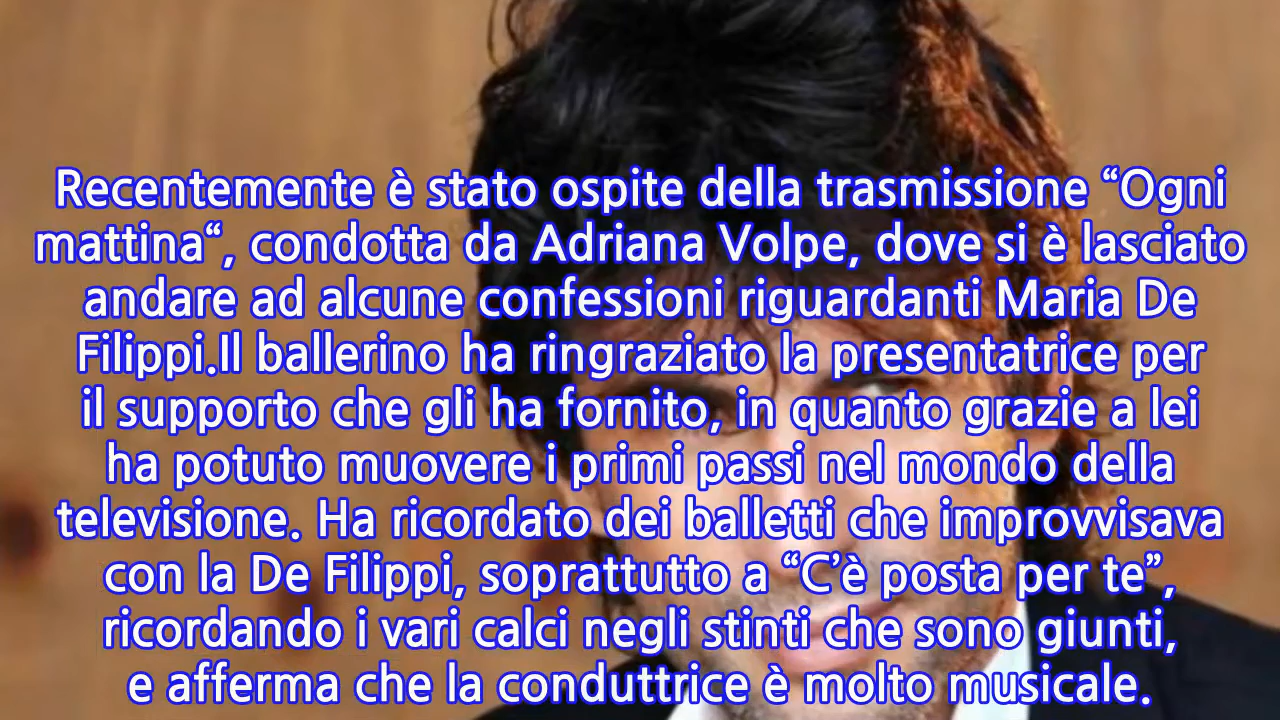 Recentemente è stato ospite della trasmissione “Ogni
mattina“, condotta da Adriana Volpe, dove si è lasciato
andare ad alcune confessioni riguardanti Maria De
Filippi.Il ballerino ha ringraziato la presentatrice per
il supporto che gli ha fornito, in quanto grazie a lei
ha potuto muovere i primi passi nel mondo della
televisione. Ha ricordato dei balletti che improvvisava
con la De Filippi, soprattutto a “C’è posta per te”,
ricordando i vari calci negli stinti che sono giunti,
e afferma che la conduttrice è molto musicale.